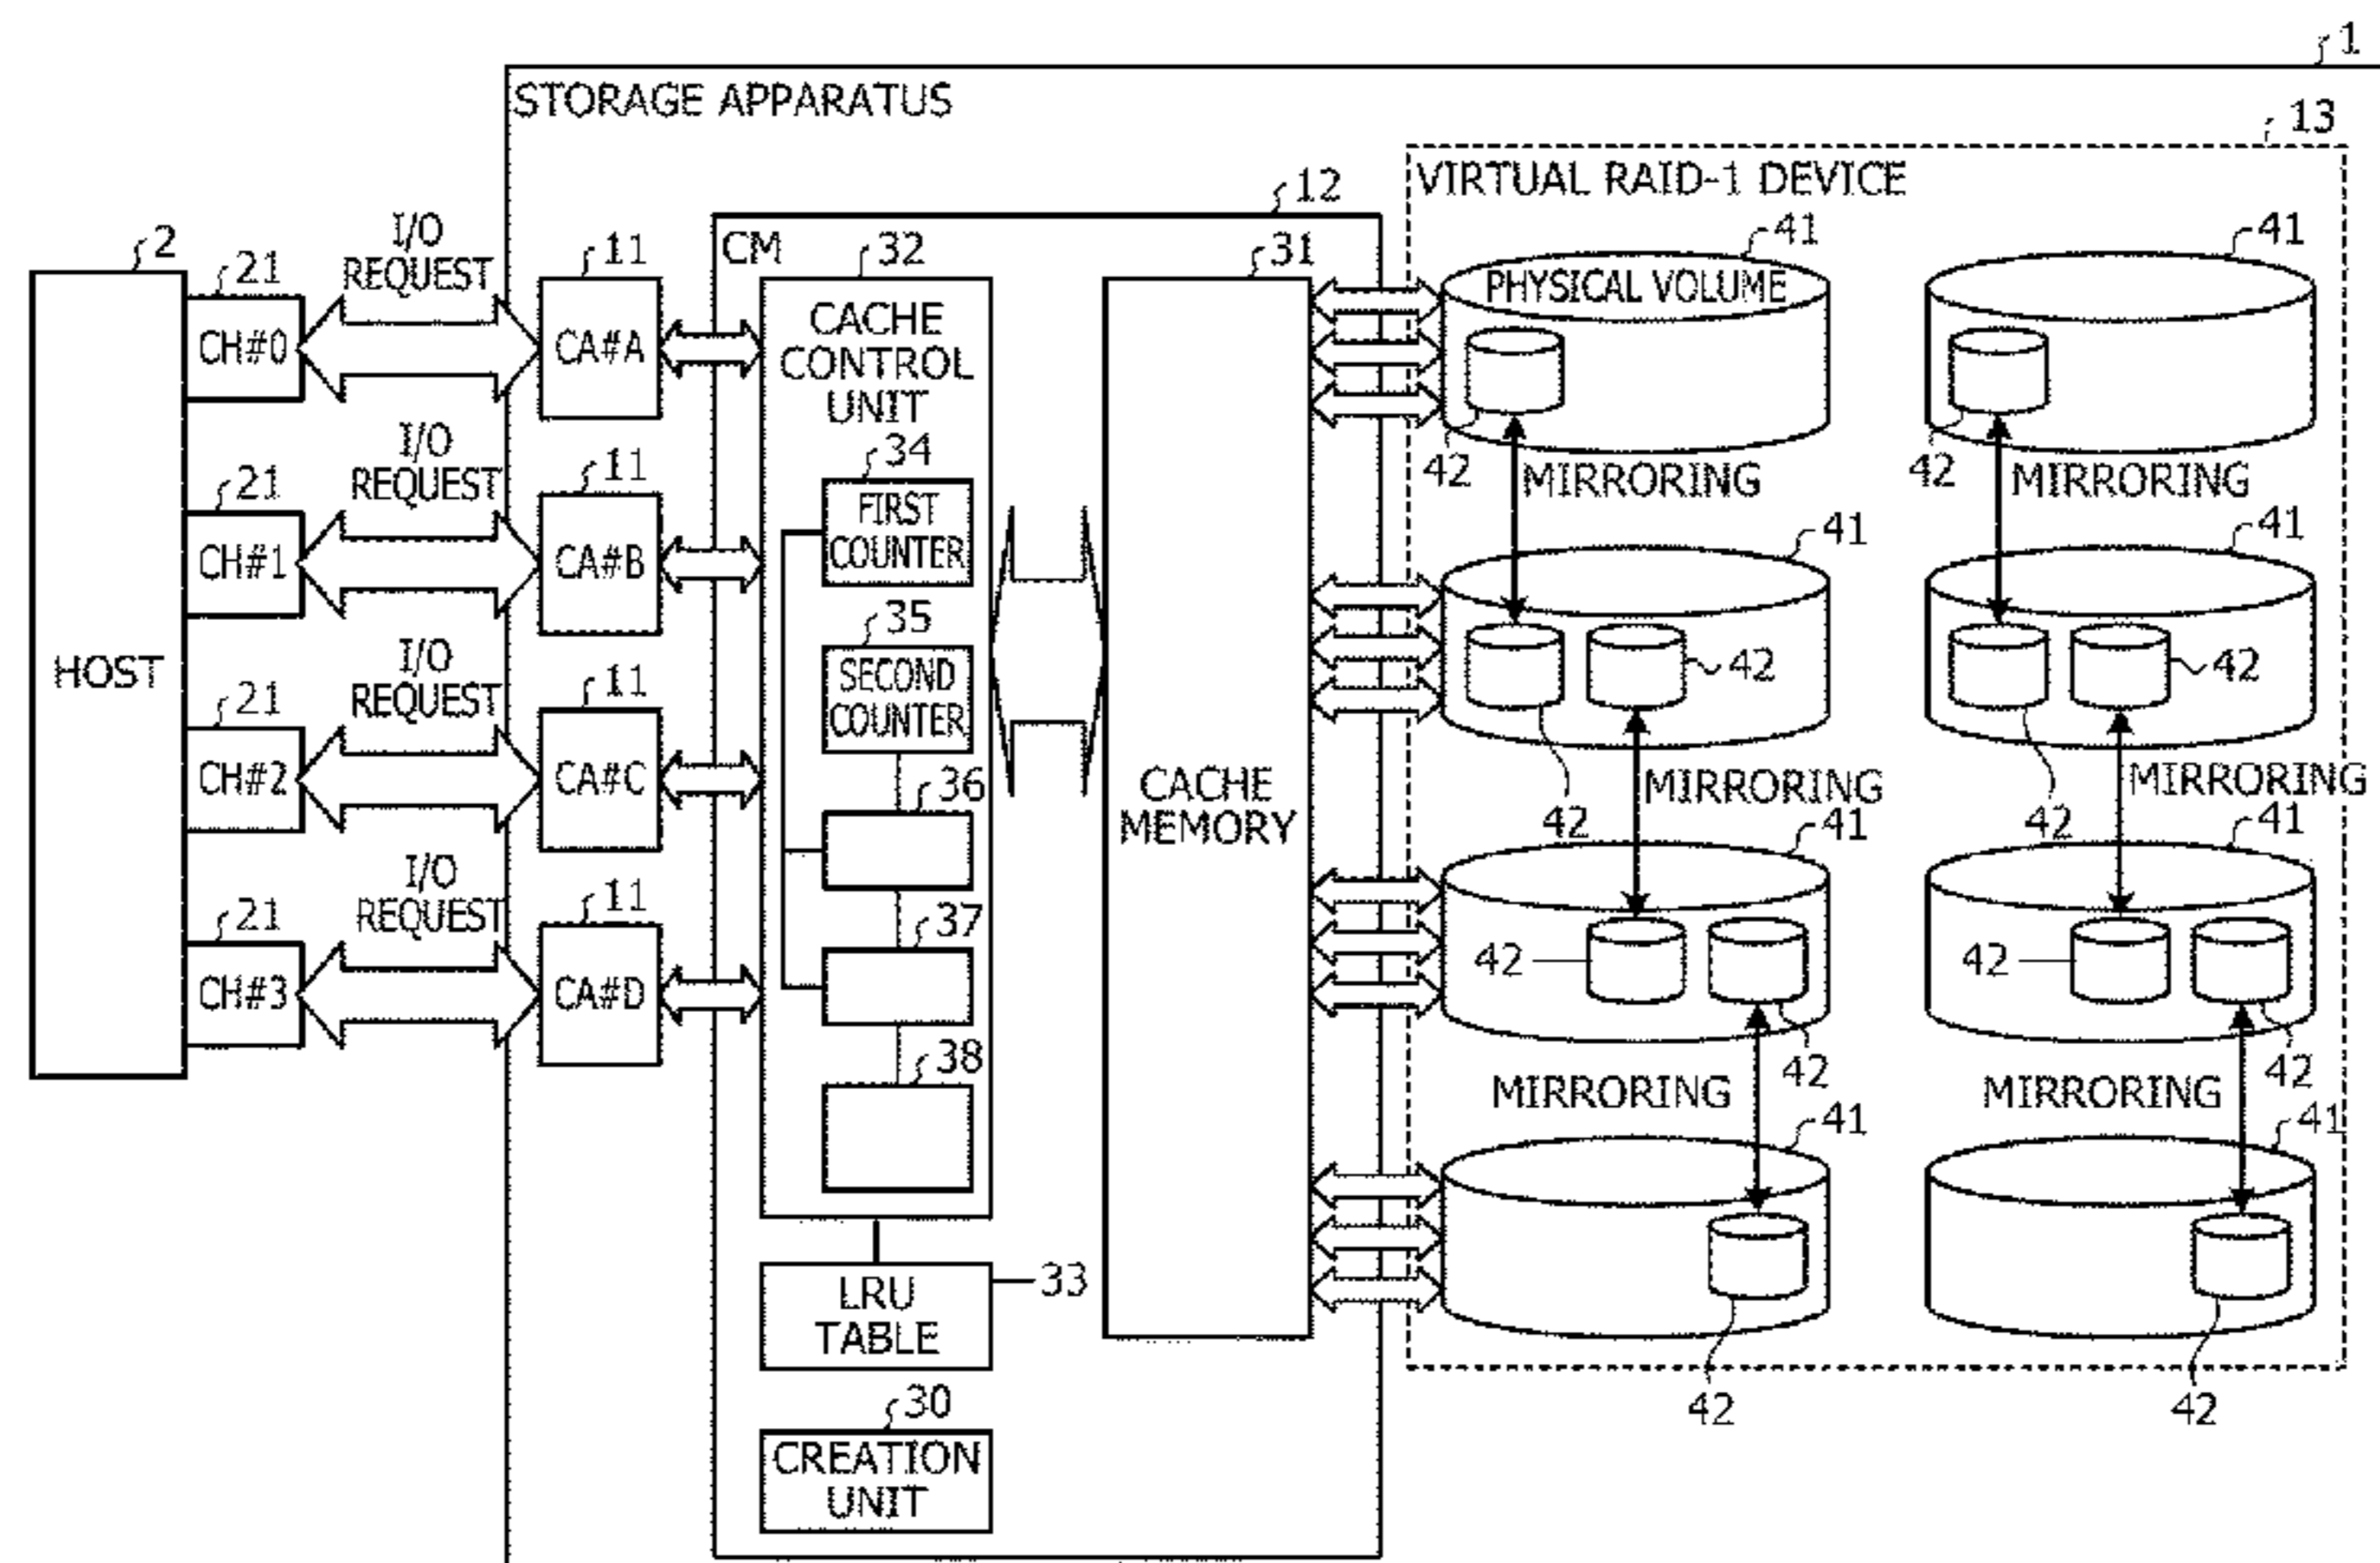 1
STORAGE APPARATUS
13
VIRTUAL RAID-1 DEVICE
12
CM
2
HOST
21
CH#0
I/O
REQUEST
11
CA#A
21
CH#1
I/O
REQUEST
11
CA#B
21
CH#2
I/O
REQUEST
11
CA#C
21
CH#3
I/O
REQUEST
11
CA#D
32
CACHE
CONTROL
UNIT
34
FIRST
COUNTER
35
SECOND
COUNTER
36
37
38
33
LRU
TABLE
30
CREATION
UNIT
31
CACHE
MEMORY
41
PHYSICAL VOLUME
42
MIRRORING
41
42
42
MIRRORING
41
42
42
MIRRORING
41
42
41
42
MIRRORING
41
42
42
MIRRORING
41
42
42
MIRRORING
41
42